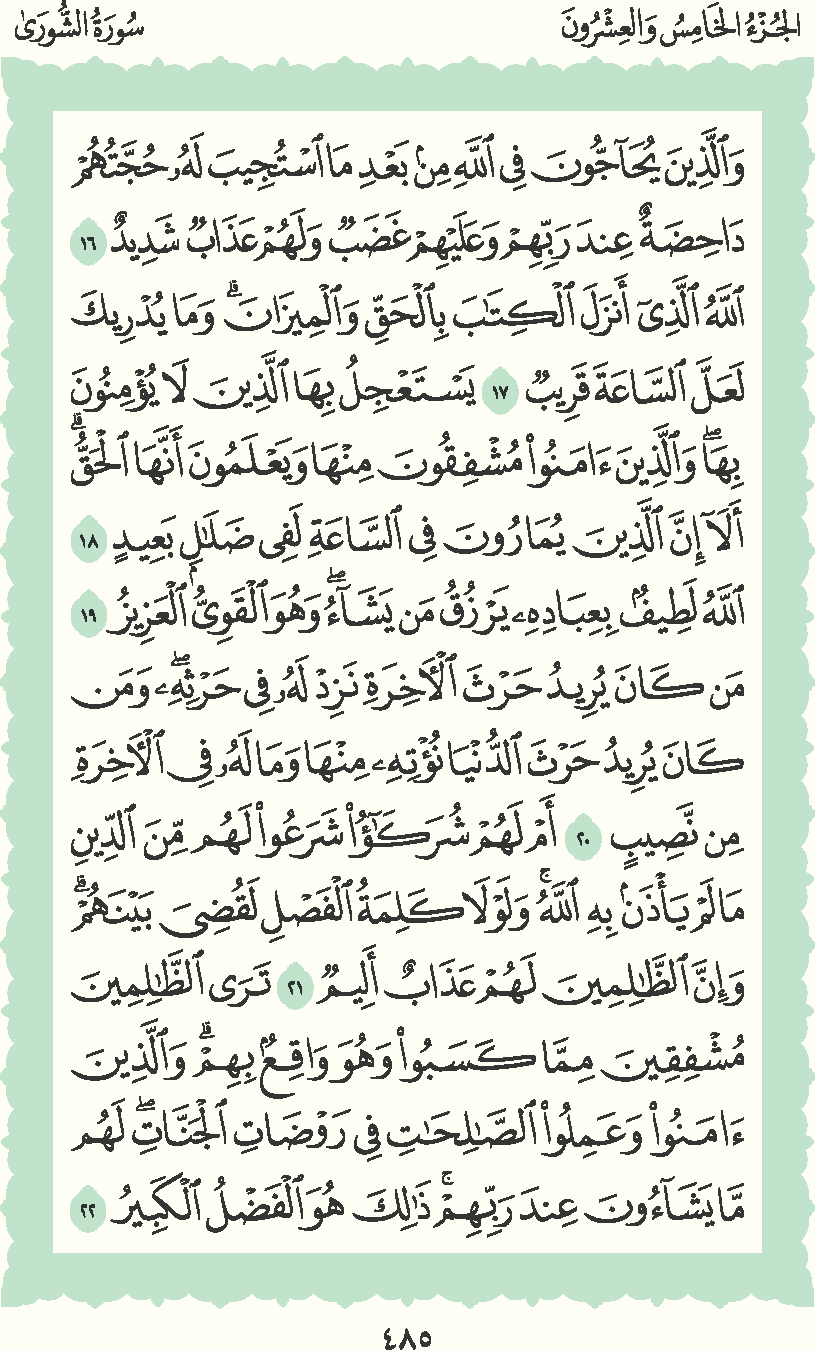 الجُزْءُ الخَامِسُ وَالعِشْرُونَ
سُورَةُ الشُّورَىٰ
وَٱلَّذِينَ يُحَآجُّونَ فِى ٱللَّهِ مِنۢ بَعْدِ مَا ٱسْتُجِيبَ لَهُۥ حُجَّتُهُمْ
دَاحِضَةٌ عِندَ رَبِّهِمْ وَعَلَيْهِمْ غَضَبٌ وَلَهُمْ عَذَابٌ شَدِيدٌ ١٦
ٱللَّهُ ٱلَّذِىٓ أَنزَلَ ٱلْكِتَٰبَ بِٱلْحَقِّ وَٱلْمِيزَانَ ۗ وَمَا يُدْرِيكَ
لَعَلَّ ٱلسَّاعَةَ قَرِيبٌ ١٧ يَسْتَعْجِلُ بِهَا ٱلَّذِينَ لَا يُؤْمِنُونَ
بِهَا ۖ وَٱلَّذِينَ ءَامَنُوا۟ مُشْفِقُونَ مِنْهَا وَيَعْلَمُونَ أَنَّهَا ٱلْحَقُّ ۗ
أَلَآ إِنَّ ٱلَّذِينَ يُمَارُونَ فِى ٱلسَّاعَةِ لَفِى ضَلَٰلٍۭ بَعِيدٍ ١٨
ٱللَّهُ لَطِيفٌۢ بِعِبَادِهِۦ يَرْزُقُ مَن يَشَآءُ ۖ وَهُوَ ٱلْقَوِىُّ ٱلْعَزِيزُ ١٩
مَن كَانَ يُرِيدُ حَرْثَ ٱلْـَٔاخِرَةِ نَزِدْ لَهُۥ فِى حَرْثِهِۦ ۖ وَمَن
كَانَ يُرِيدُ حَرْثَ ٱلدُّنْيَا نُؤْتِهِۦ مِنْهَا وَمَا لَهُۥ فِى ٱلْـَٔاخِرَةِ
مِن نَّصِيبٍ ٢٠ أَمْ لَهُمْ شُرَكَٰٓؤُا۟ شَرَعُوا۟ لَهُم مِّنَ ٱلدِّينِ
مَا لَمْ يَأْذَنۢ بِهِ ٱللَّهُ ۚ وَلَوْلَا كَلِمَةُ ٱلْفَصْلِ لَقُضِىَ بَيْنَهُمْ ۗ
وَإِنَّ ٱلظَّٰلِمِينَ لَهُمْ عَذَابٌ أَلِيمٌ ٢١ تَرَى ٱلظَّٰلِمِينَ
مُشْفِقِينَ مِمَّا كَسَبُوا۟ وَهُوَ وَاقِعٌۢ بِهِمْ ۗ وَٱلَّذِينَ
ءَامَنُوا۟ وَعَمِلُوا۟ ٱلصَّٰلِحَٰتِ فِى رَوْضَاتِ ٱلْجَنَّاتِ ۖ لَهُم
مَّا يَشَآءُونَ عِندَ رَبِّهِمْ ۚ ذَٰلِكَ هُوَ ٱلْفَضْلُ ٱلْكَبِيرُ ٢٢
٤٨٥